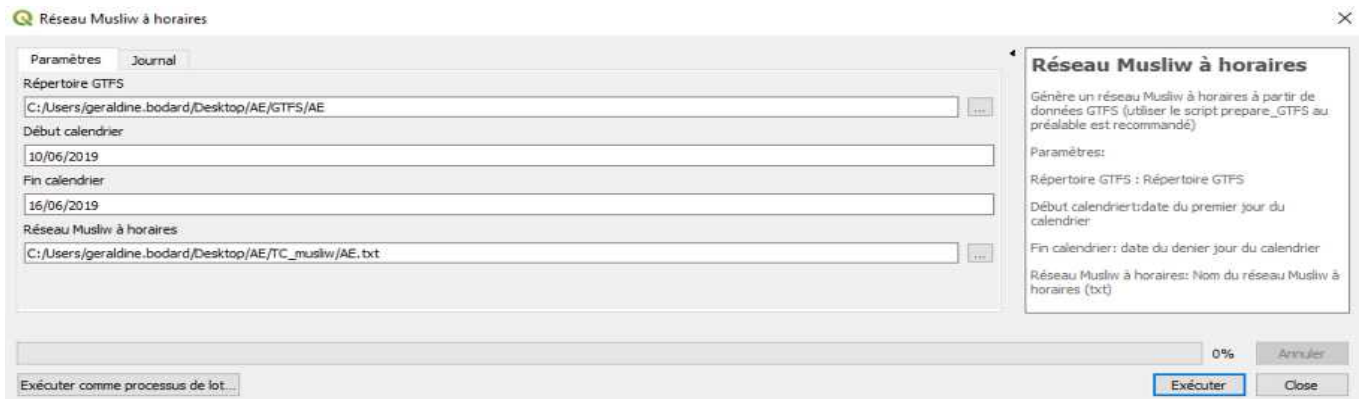 Réseau Musliw à horaires
Paramètres Journal
Répertoire GTFS
C:/Users/geraldine.bodard/Desktop/AE/GTFS/AE
...
Début calendrier
10/06/2019
Fin calendrier
16/06/2019
Réseau Musliw à horaires
C:/Users/geraldine.bodard/Desktop/AE/TC_musliw/AE.txt
...
Réseau Musliw à horaires
Génère un réseau Musliw à horaires à partir de
données GTFS (utiliser le script prepare_GTFS au
préalable est recommandé)
Paramètres:
Répertoire GTFS : Répertoire GTFS
Début calendriert:date du premier jour du
calendrier
Fin calendrier: date du denier jour du calendrier
Réseau Musliw à horaires: Nom du réseau Musliw à
horaires (txt)
0% Annuler
Exécuter comme processus de lot... Exécuter Close